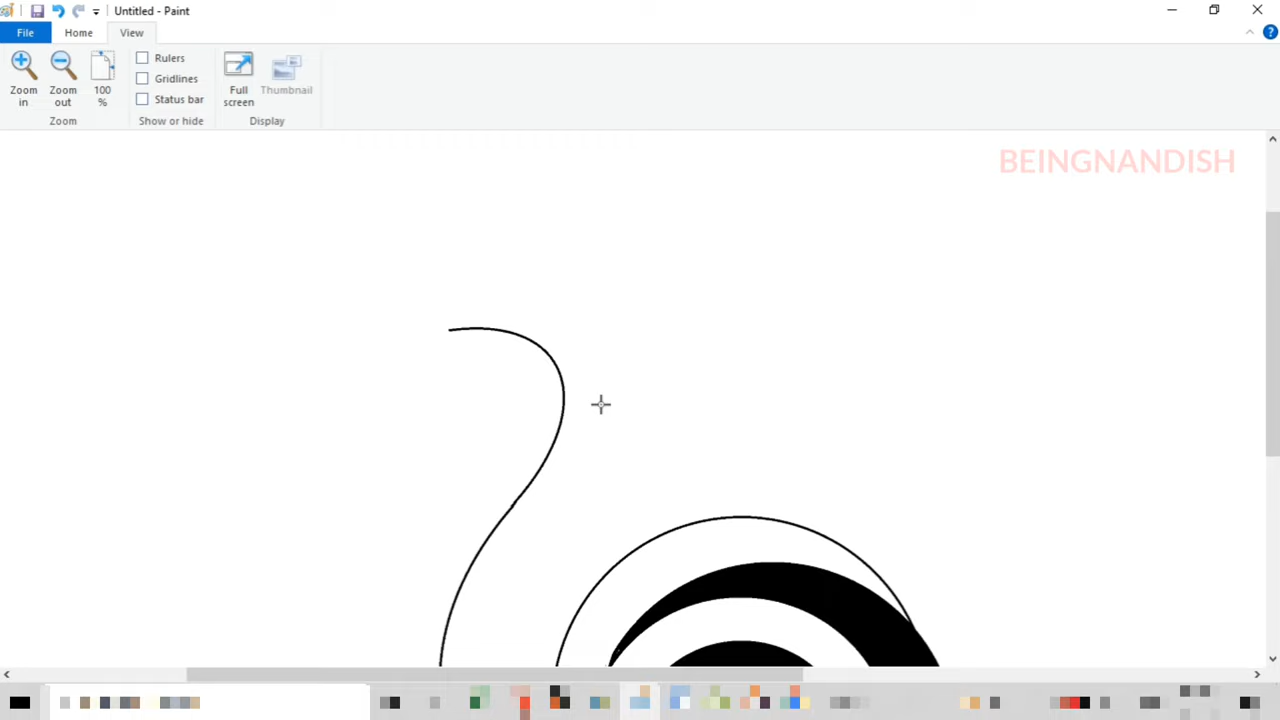 Untitled - Paint
File Home View
Zoom in
Zoom out
100 %
Rulers
Gridlines
Status bar
Full screen
Thumbnail
Zoom
Show or hide
Display
BEINGNANDISH